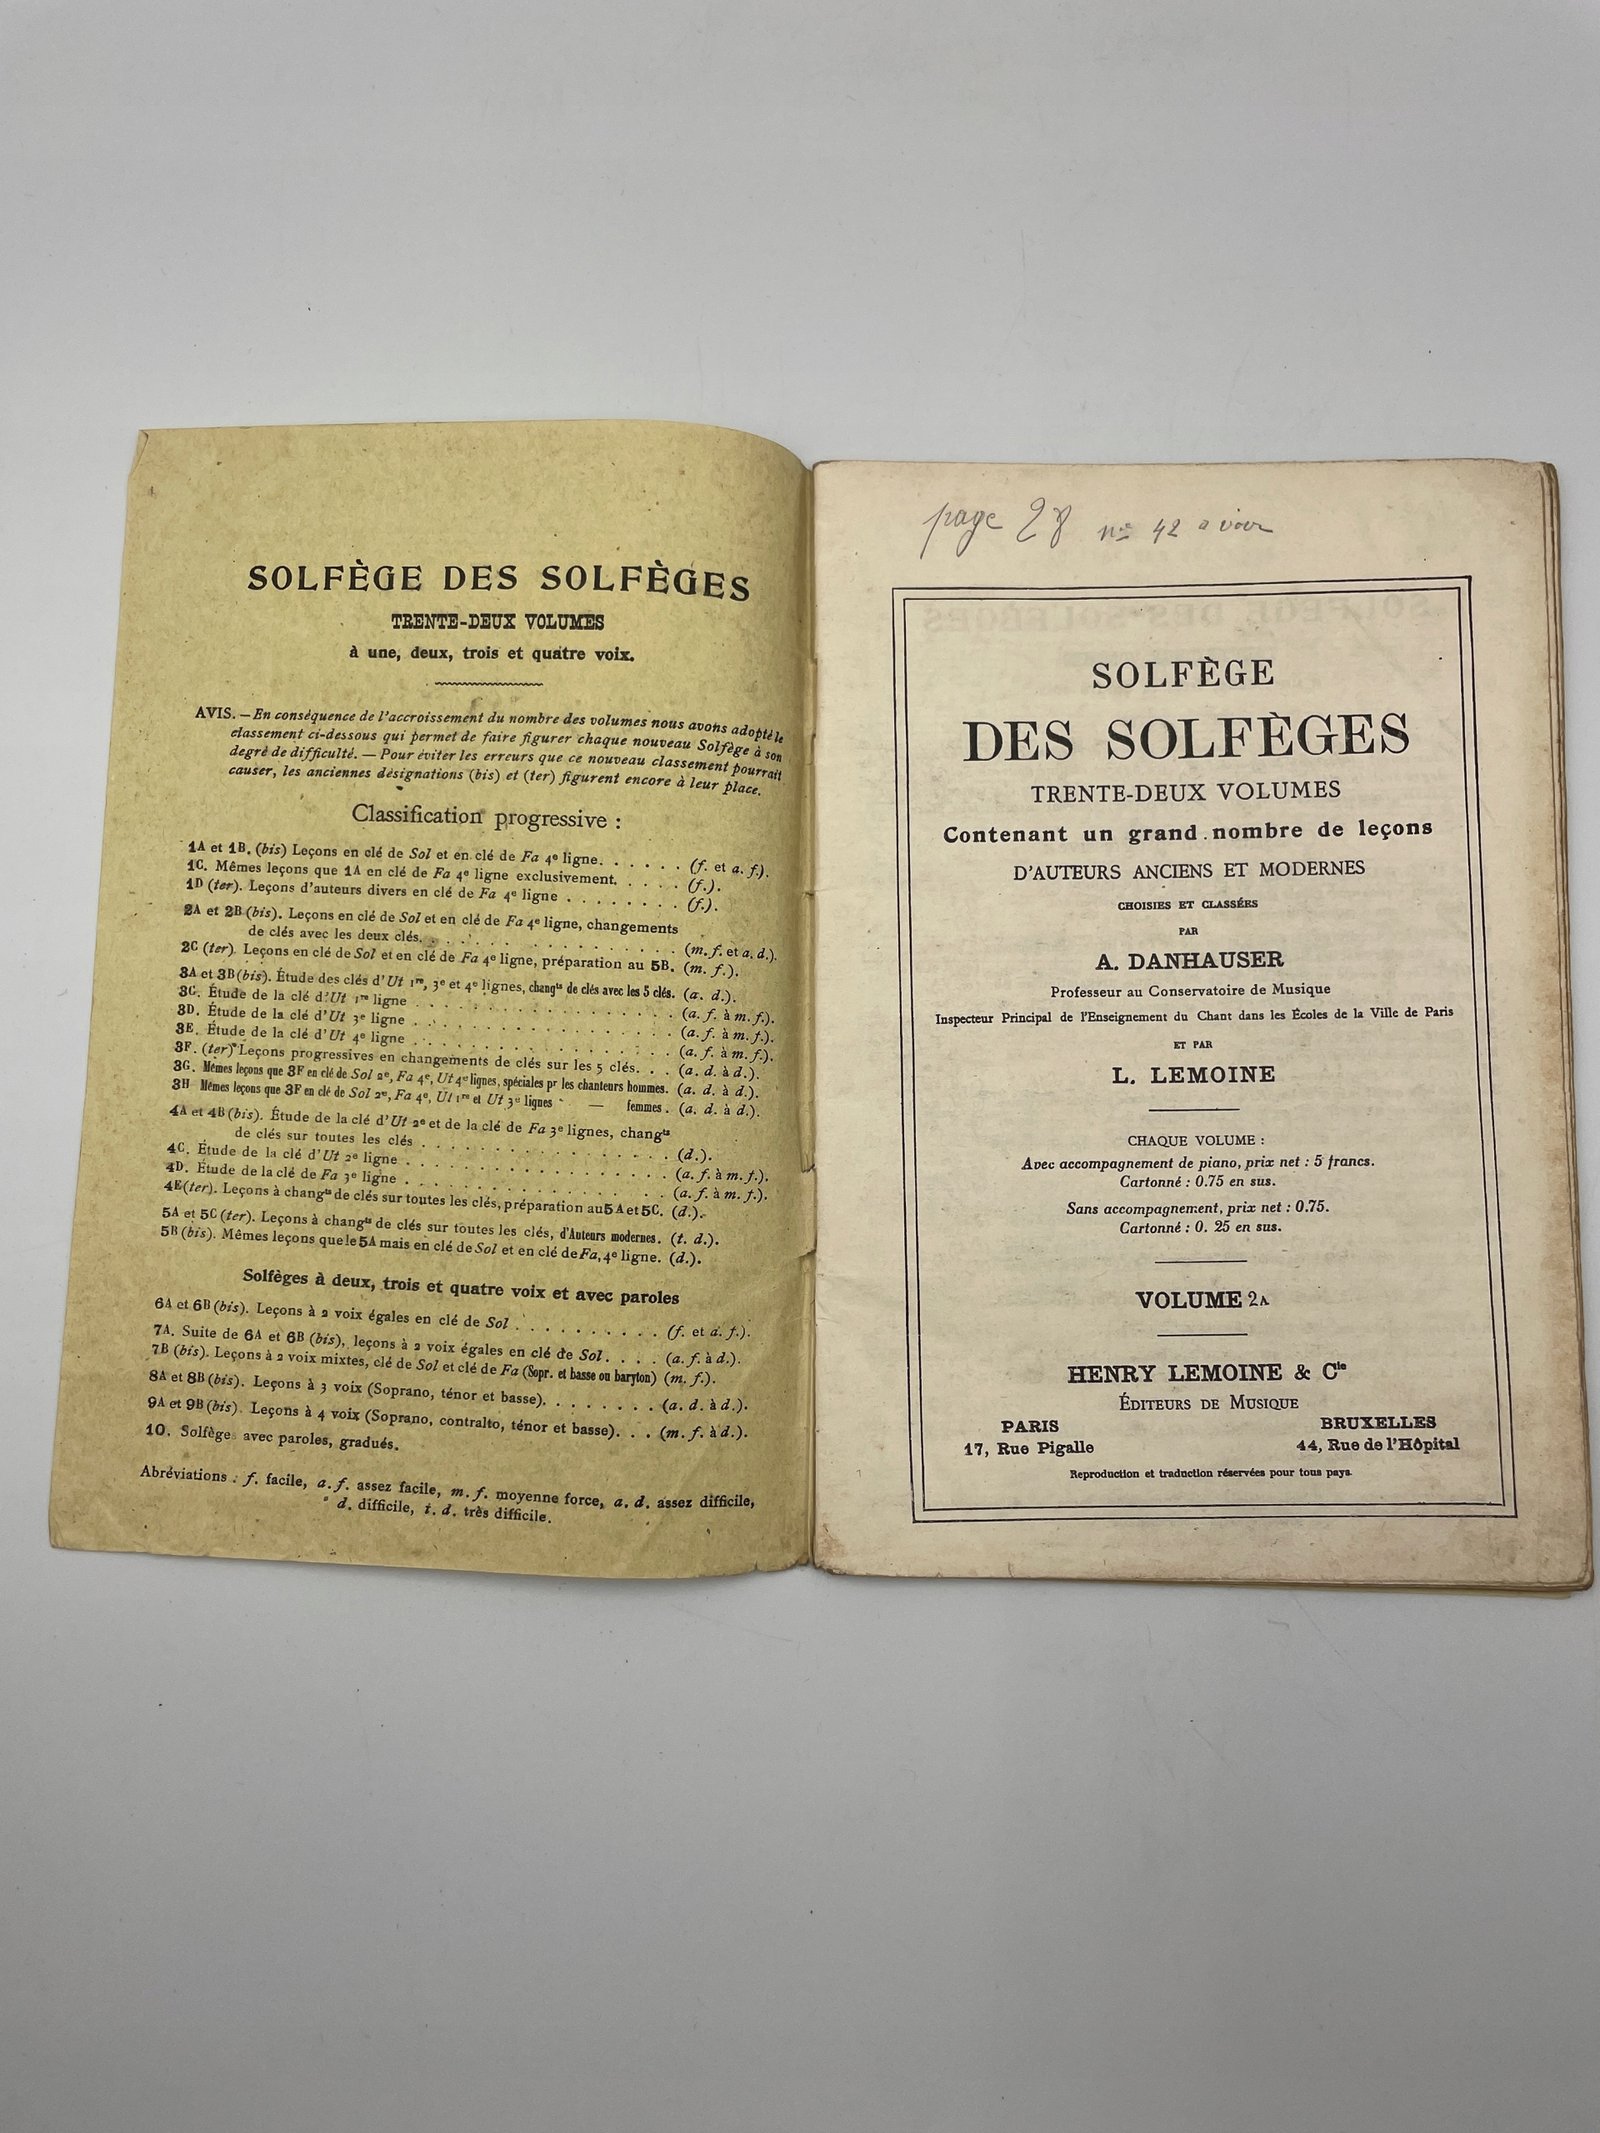 SOLFÈGE DES SOLFÈGES
TRENTE-DEUX VOLUMES
à une, deux, trois et quatre voix.
AVIS. — En conséquence de l'accroissement du nombre des volumes nous avons adopté le
classement ci-dessous qui permet de faire figurer chaque nouveau Solfège à son
degré de difficulté. — Pour éviter les erreurs que ce nouveau classement pourrait
causer, les anciennes désignations (bis) et (ter) figurent encore à leur place.
Classification progressive :
1A et 1B. (bis) Leçons en clé de Sol et en clé de Fa 4e ligne. . . . . . (f. et a. f.).
1C. Mêmes leçons que 1A en clé de Fa 4e ligne exclusivement. . . . . (f.).
1D (ter). Leçons d'auteurs divers en clé de Fa 4e ligne . . . . . . . . (f.).
2A et 2B (bis). Leçons en clé de Sol et en clé de Fa 4e ligne, changements
de clés avec les deux clés. . . . . . . . . . . . . . . . (m. f. et a. d.).
2C (ter). Leçons en clé de Sol et en clé de Fa 4e ligne, préparation au 5B. (m. f.).
3A et 3B (bis). Étude des clés d'Ut 1re, 3e et 4e lignes, changts de clés avec les 5 clés. (a. d.).
3C. Étude de la clé d'Ut 1re ligne . . . . . . . . . . . . . . . . (a. f. à m. f.).
3D. Étude de la clé d'Ut 3e ligne . . . . . . . . . . . . . . . . (a. f. à m. f.).
3E. Étude de la clé d'Ut 4e ligne . . . . . . . . . . . . . . . . (a. f. à m. f.).
3F. (ter) Leçons progressives en changements de clés sur les 5 clés. . . (a. d. à d.).
3G. Mêmes leçons que 3F en clé de Sol 2e, Fa 4e, Ut 4e lignes, spéciales pr les chanteurs hommes. (a. d. à d.).
3H Mêmes leçons que 3F en clé de Sol 2e, Fa 4e, Ut 1re et Ut 3e lignes — femmes. (a. d. à d.).
4A et 4B (bis). Étude de la clé d'Ut 2e et de la clé de Fa 3e lignes, changts
de clés sur toutes les clés . . . . . . . . . . . . . . . . (d.).
4C. Étude de la clé d'Ut 2e ligne . . . . . . . . . . . . . . . . (a. f. à m. f.).
4D. Étude de la clé de Fa 3e ligne . . . . . . . . . . . . . . . . (a. f. à m. f.).
4E (ter). Leçons à changts de clés sur toutes les clés, préparation au 5A et 5C. (d.).
5A et 5C (ter). Leçons à changts de clés sur toutes les clés, d'Auteurs modernes. (t. d.).
5B (bis). Mêmes leçons que le 5A mais en clé de Sol et en clé de Fa, 4e ligne. (d.).
Solfèges à deux, trois et quatre voix et avec paroles
6A et 6B (bis). Leçons à 2 voix égales en clé de Sol . . . . . . . . . . (f. et a. f.).
7A. Suite de 6A et 6B (bis), leçons à 2 voix égales en clé de Sol . . . . (a. f. à d.).
7B (bis). Leçons à 2 voix mixtes, clé de Sol et clé de Fa (Sopr. et basse ou baryton) (m. f.).
8A et 8B (bis). Leçons à 3 voix (Soprano, ténor et basse). . . . . . . . (a. d. à d.).
9A et 9B (bis). Leçons à 4 voix (Soprano, contralto, ténor et basse). . . (m. f. à d.).
10. Solfèges avec paroles, gradués.
Abréviations : f. facile, a. f. assez facile, m. f. moyenne force, a. d. assez difficile,
d. difficile, t. d. très difficile.
page 28 no 42 a voir
SOLFÈGE
DES SOLFÈGES
TRENTE-DEUX VOLUMES
Contenant un grand nombre de leçons
D'AUTEURS ANCIENS ET MODERNES
CHOISIES ET CLASSÉES
PAR
A. DANHAUSER
Professeur au Conservatoire de Musique
Inspecteur Principal de l'Enseignement du Chant dans les Écoles de la Ville de Paris
ET PAR
L. LEMOINE
CHAQUE VOLUME :
Avec accompagnement de piano, prix net : 5 francs.
Cartonné : 0.75 en sus.
Sans accompagnement, prix net : 0.75.
Cartonné : 0. 25 en sus.
VOLUME 2A
HENRY LEMOINE & Cie
ÉDITEURS DE MUSIQUE
PARIS
17, Rue Pigalle
BRUXELLES
44, Rue de l'Hôpital
Reproduction et traduction réservées pour tous pays.